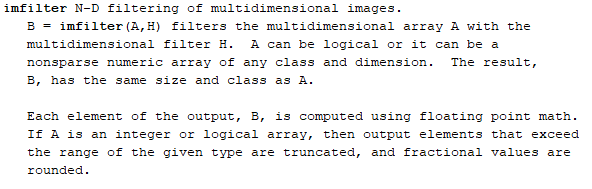 imfilter N-D filtering of multidimensional images.
B = imfilter(A,H) filters the multidimensional array A with the
multidimensional filter H.  A can be logical or it can be a
nonsparse numeric array of any class and dimension.  The result,
B, has the same size and class as A.
Each element of the output, B, is computed using floating point math.
If A is an integer or logical array, then output elements that exceed
the range of the given type are truncated, and fractional values are
rounded.